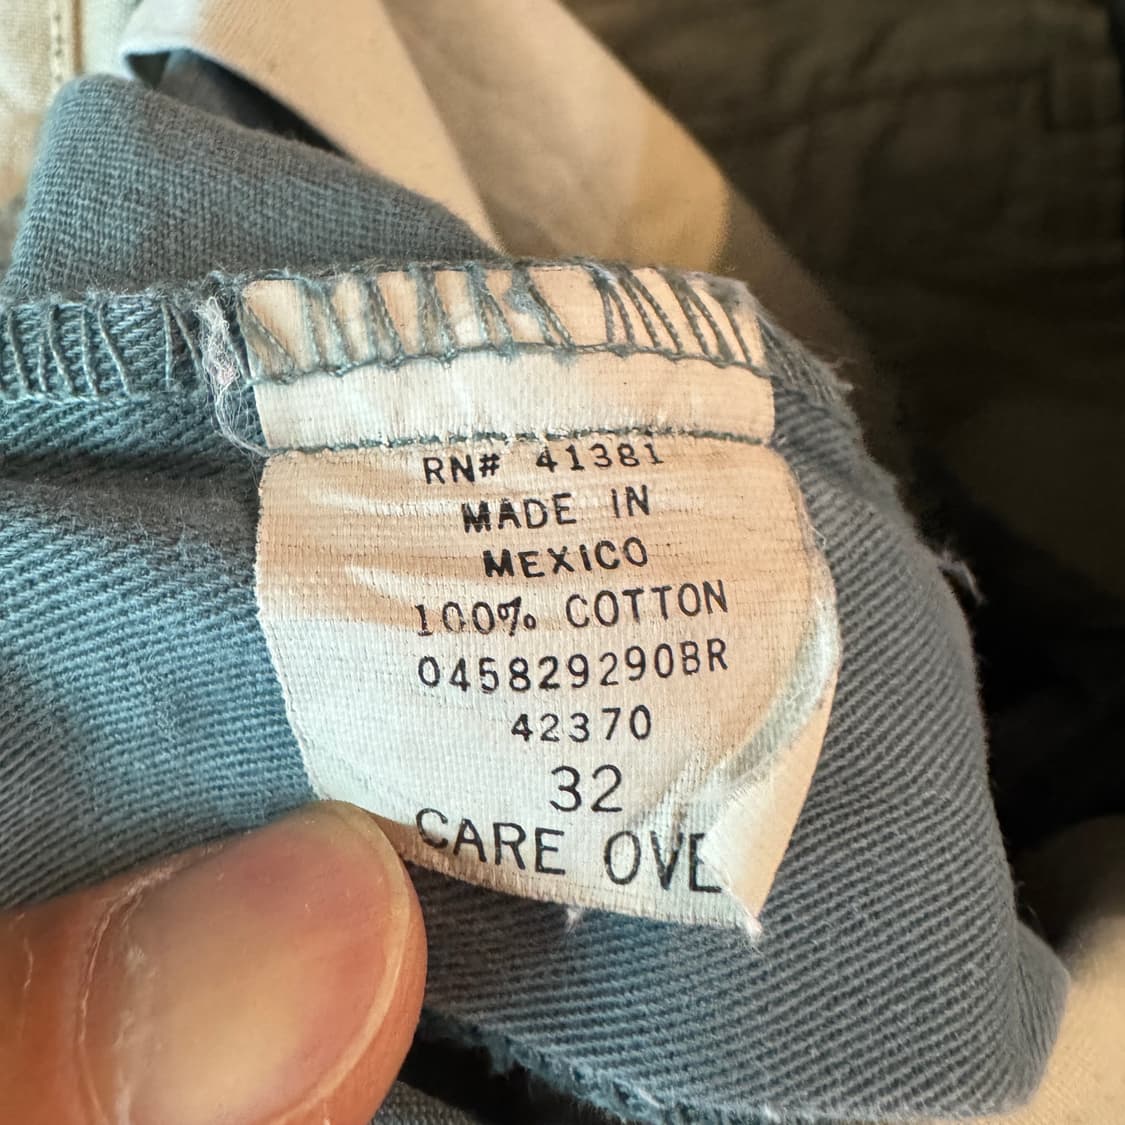 RN# 41381
MADE IN
MEXICO
100% COTTON
045829290BR
42370
32
CARE OVE